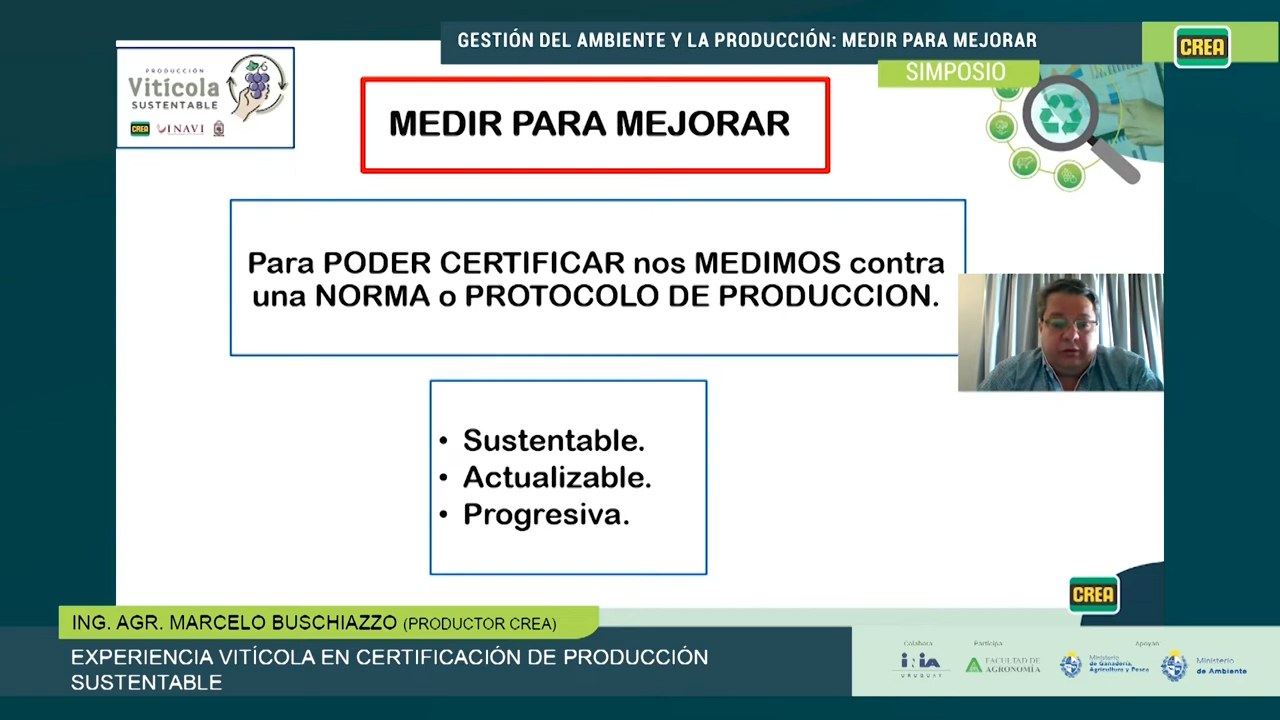 GESTIÓN DEL AMBIENTE Y LA PRODUCCIÓN: MEDIR PARA MEJORAR
SIMPOSIO
CREA
PRODUCCIÓN
Vitícola
SUSTENTABLE
CREA INAVI
MEDIR PARA MEJORAR
Para PODER CERTIFICAR nos MEDIMOS contra
una NORMA o PROTOCOLO DE PRODUCCION.
• Sustentable.
• Actualizable.
• Progresiva.
CREA
ING. AGR. MARCELO BUSCHIAZZO (PRODUCTOR CREA)
EXPERIENCIA VITÍCOLA EN CERTIFICACIÓN DE PRODUCCIÓN
SUSTENTABLE
Colabora
inia
URUGUAY
Participa
FACULTAD DE
AGRONOMÍA
Apoyan
Ministerio
de Ganadería,
Agricultura y Pesca
Ministerio
de Ambiente